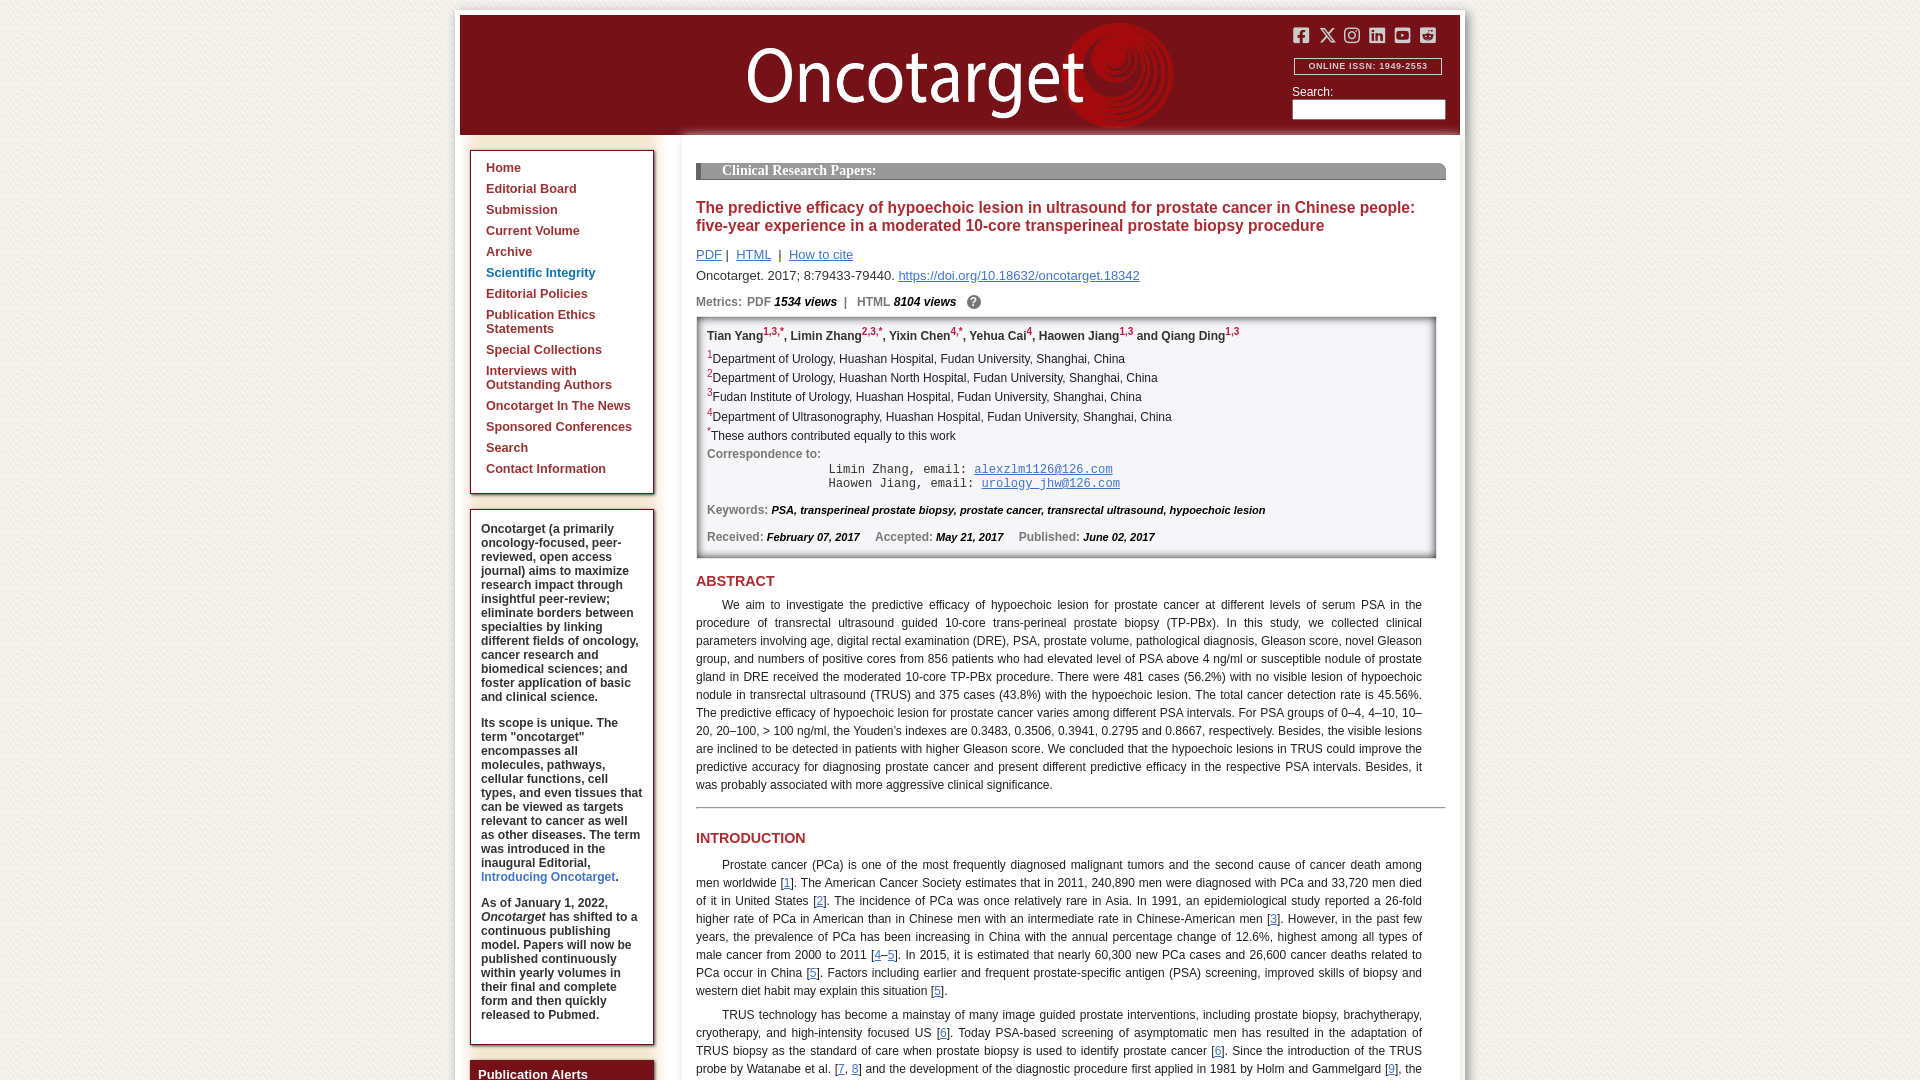 Oncotarget
ONLINE ISSN: 1949-2553
Search:
Home
Editorial Board
Submission
Current Volume
Archive
Scientific Integrity
Editorial Policies
Publication Ethics
Statements
Special Collections
Interviews with
Outstanding Authors
Oncotarget In The News
Sponsored Conferences
Search
Contact Information
Oncotarget (a primarily
oncology-focused, peer-
reviewed, open access
journal) aims to maximize
research impact through
insightful peer-review;
eliminate borders between
specialties by linking
different fields of oncology,
cancer research and
biomedical sciences; and
foster application of basic
and clinical science.
Its scope is unique. The
term "oncotarget"
encompasses all
molecules, pathways,
cellular functions, cell
types, and even tissues that
can be viewed as targets
relevant to cancer as well
as other diseases. The term
was introduced in the
inaugural Editorial,
Introducing Oncotarget.
As of January 1, 2022,
Oncotarget has shifted to a
continuous publishing
model. Papers will now be
published continuously
within yearly volumes in
their final and complete
form and then quickly
released to Pubmed.
Publication Alerts
Clinical Research Papers:
The predictive efficacy of hypoechoic lesion in ultrasound for prostate cancer in Chinese people:
five-year experience in a moderated 10-core transperineal prostate biopsy procedure
PDF | HTML | How to cite
Oncotarget. 2017; 8:79433-79440. https://doi.org/10.18632/oncotarget.18342
Metrics: PDF 1534 views | HTML 8104 views ?
Tian Yang1,3,*, Limin Zhang2,3,*, Yixin Chen4,*, Yehua Cai4, Haowen Jiang1,3 and Qiang Ding1,3
1Department of Urology, Huashan Hospital, Fudan University, Shanghai, China
2Department of Urology, Huashan North Hospital, Fudan University, Shanghai, China
3Fudan Institute of Urology, Huashan Hospital, Fudan University, Shanghai, China
4Department of Ultrasonography, Huashan Hospital, Fudan University, Shanghai, China
*These authors contributed equally to this work
Correspondence to:
Limin Zhang, email: alexzlm1126@126.com
Haowen Jiang, email: urology_jhw@126.com
Keywords: PSA, transperineal prostate biopsy, prostate cancer, transrectal ultrasound, hypoechoic lesion
Received: February 07, 2017 Accepted: May 21, 2017 Published: June 02, 2017
ABSTRACT
We aim to investigate the predictive efficacy of hypoechoic lesion for prostate cancer at different levels of serum PSA in the
procedure of transrectal ultrasound guided 10-core trans-perineal prostate biopsy (TP-PBx). In this study, we collected clinical
parameters involving age, digital rectal examination (DRE), PSA, prostate volume, pathological diagnosis, Gleason score, novel Gleason
group, and numbers of positive cores from 856 patients who had elevated level of PSA above 4 ng/ml or susceptible nodule of prostate
gland in DRE received the moderated 10-core TP-PBx procedure. There were 481 cases (56.2%) with no visible lesion of hypoechoic
nodule in transrectal ultrasound (TRUS) and 375 cases (43.8%) with the hypoechoic lesion. The total cancer detection rate is 45.56%.
The predictive efficacy of hypoechoic lesion for prostate cancer varies among different PSA intervals. For PSA groups of 0–4, 4–10, 10–
20, 20–100, > 100 ng/ml, the Youden’s indexes are 0.3483, 0.3506, 0.3941, 0.2795 and 0.8667, respectively. Besides, the visible lesions
are inclined to be detected in patients with higher Gleason score. We concluded that the hypoechoic lesions in TRUS could improve the
predictive accuracy for diagnosing prostate cancer and present different predictive efficacy in the respective PSA intervals. Besides, it
was probably associated with more aggressive clinical significance.
INTRODUCTION
Prostate cancer (PCa) is one of the most frequently diagnosed malignant tumors and the second cause of cancer death among
men worldwide [1]. The American Cancer Society estimates that in 2011, 240,890 men were diagnosed with PCa and 33,720 men died
of it in United States [2]. The incidence of PCa was once relatively rare in Asia. In 1991, an epidemiological study reported a 26-fold
higher rate of PCa in American than in Chinese men with an intermediate rate in Chinese-American men [3]. However, in the past few
years, the prevalence of PCa has been increasing in China with the annual percentage change of 12.6%, highest among all types of
male cancer from 2000 to 2011 [4–5]. In 2015, it is estimated that nearly 60,300 new PCa cases and 26,600 cancer deaths related to
PCa occur in China [5]. Factors including earlier and frequent prostate-specific antigen (PSA) screening, improved skills of biopsy and
western diet habit may explain this situation [5].
TRUS technology has become a mainstay of many image guided prostate interventions, including prostate biopsy, brachytherapy,
cryotherapy, and high-intensity focused US [6]. Today PSA-based screening of asymptomatic men has resulted in the adaptation of
TRUS biopsy as the standard of care when prostate biopsy is used to identify prostate cancer [6]. Since the introduction of the TRUS
probe by Watanabe et al. [7, 8] and the development of the diagnostic procedure first applied in 1981 by Holm and Gammelgard [9], the